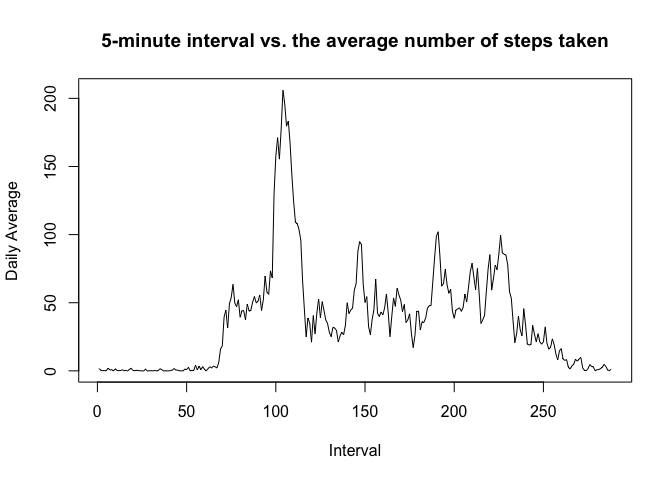 5-minute interval vs. the average number of steps taken
Daily Average
200
150
100
50
0
0 50 100 150 200 250
Interval